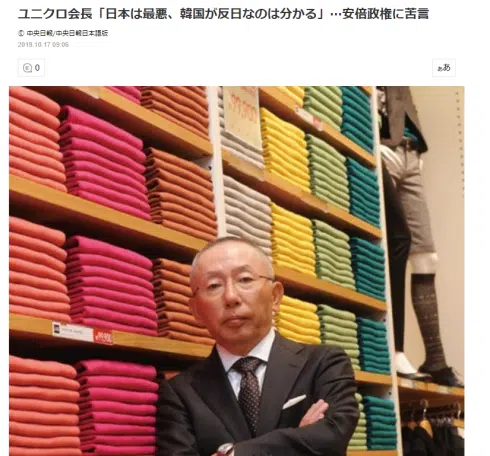 ユニクロ会長「日本は最悪、韓国が反日なのは分かる」…安倍政権に苦言
© 中央日報/中央日報日本語版
2019.10.17 09:06
0
ああ